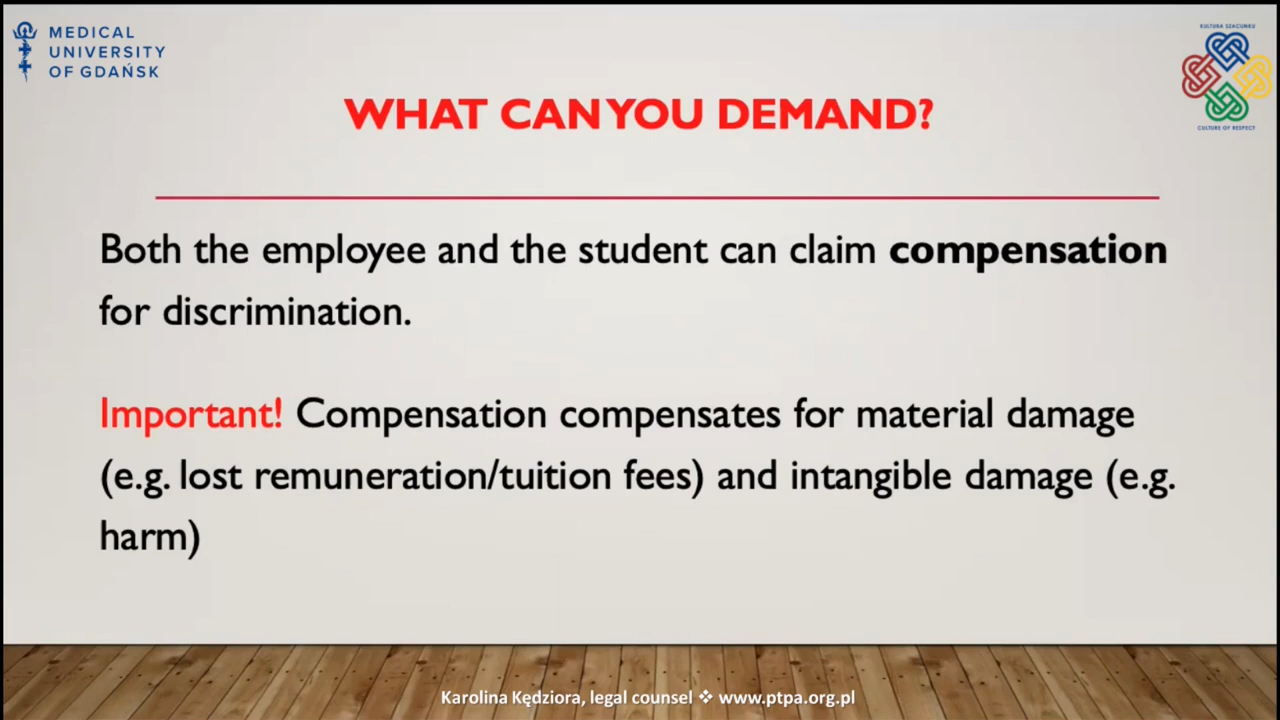 MEDICAL
UNIVERSITY
OF GDAŃSK
KULTURA SZACUNKU
CULTURE OF RESPECT
WHAT CAN YOU DEMAND?
Both the employee and the student can claim compensation
for discrimination.
Important! Compensation compensates for material damage
(e.g. lost remuneration/tuition fees) and intangible damage (e.g.
harm)
Karolina Kędziora, legal counsel ❖ www.ptpa.org.pl